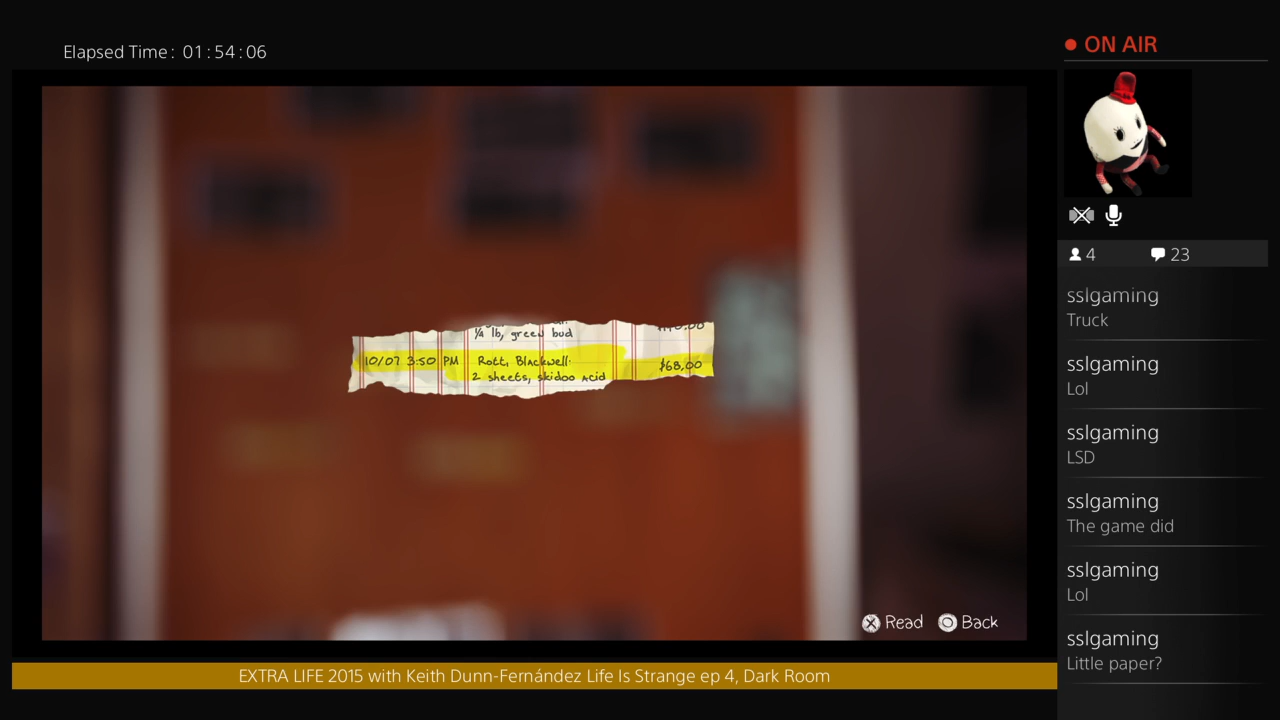 Elapsed Time: 01:54:06
ON AIR
4 23
sslgaming
Truck
sslgaming
Lol
sslgaming
LSD
sslgaming
The game did
sslgaming
Lol
sslgaming
Little paper?
¼ lb, green bud
10/07 3:50 PM Rott, Blackwell. $68.00
2 sheets, skidoo Acid
Read Back
EXTRA LIFE 2015 with Keith Dunn-Fernández Life Is Strange ep 4, Dark Room